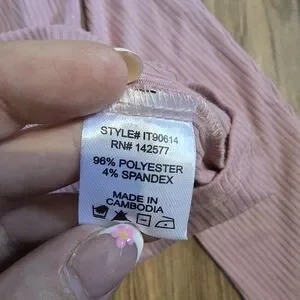 STYLE# IT90614
RN# 142577
96% POLYESTER
4% SPANDEX
MADE IN
CAMBODIA